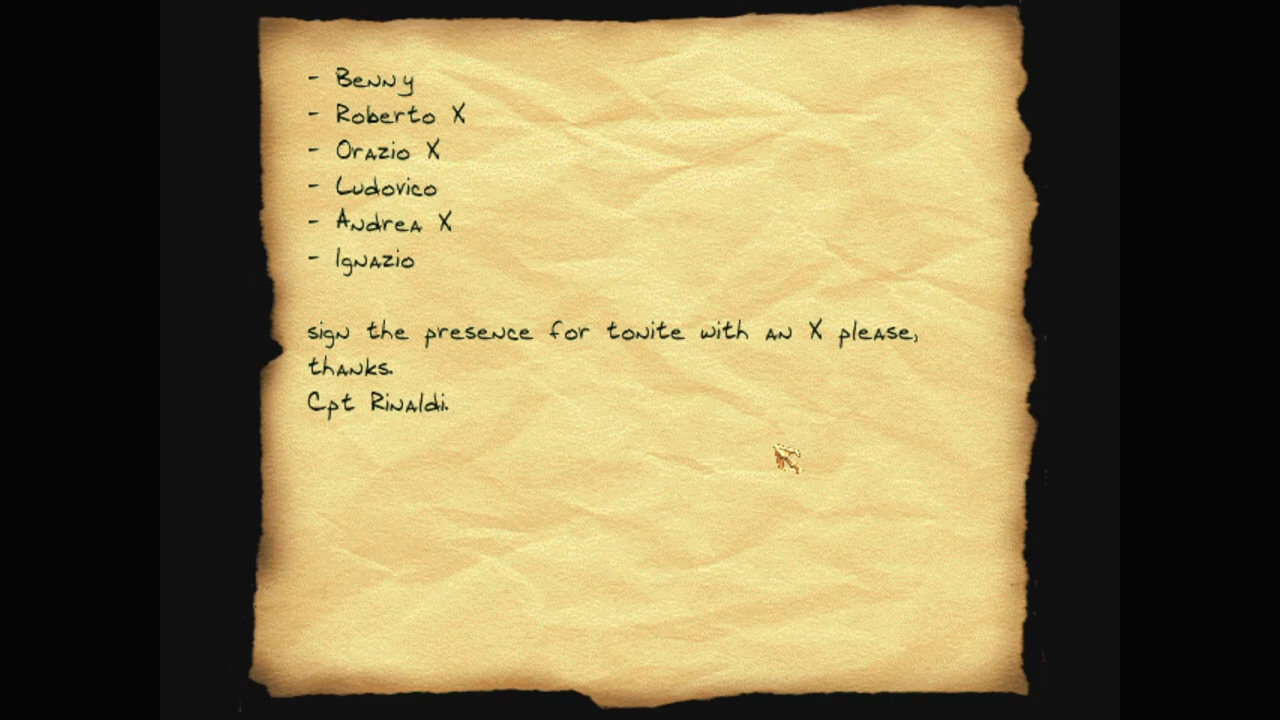 - Benny
- Roberto X
- Orazio X
- Ludovico
- Andrea X
- Ignazio
sign the presence for tonite with an X please,
thanks.
Cpt Rinaldi.